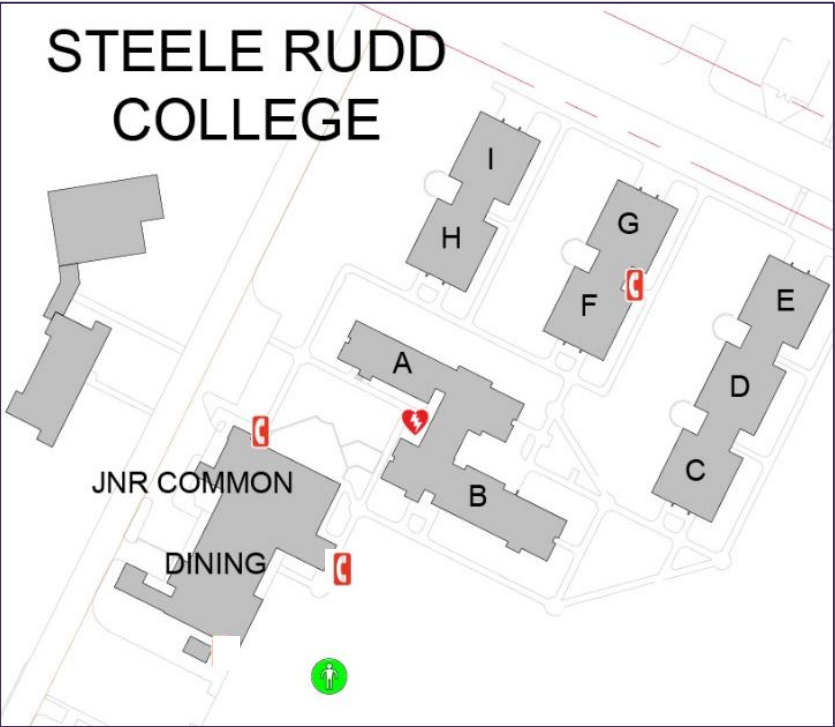 STEELE RUDD
COLLEGE
I
G
H
E
F
A
D
C
JNR COMMON
B
DINING